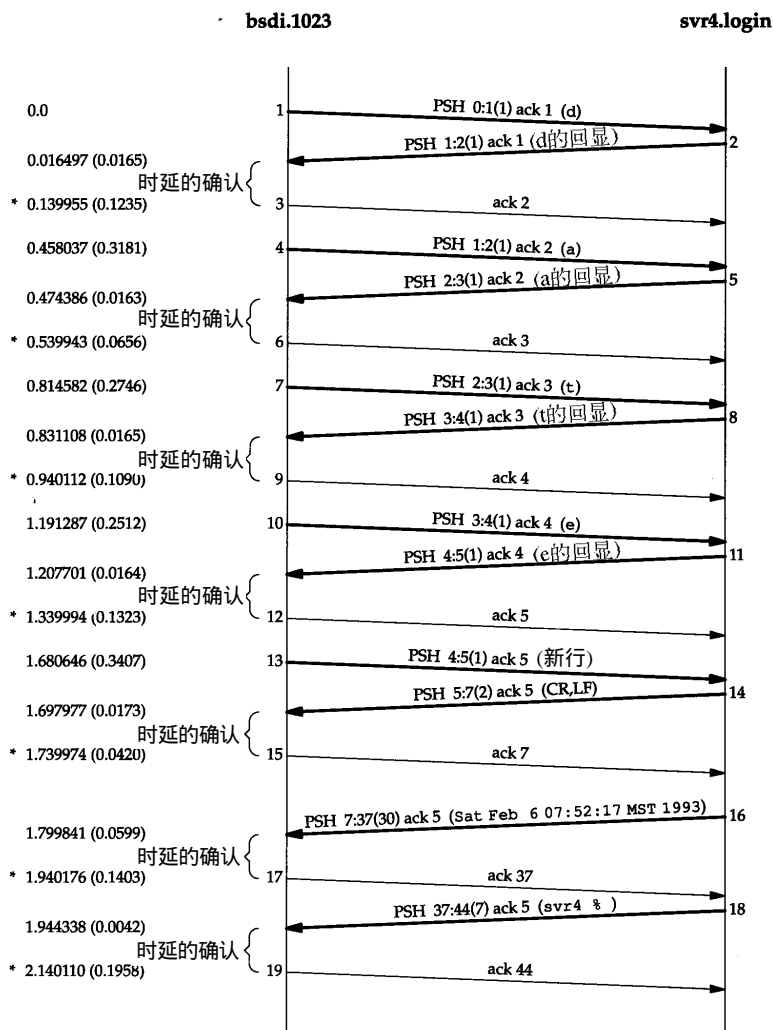 bsdi.1023 svr4.login
0.0 1 PSH 0:1(1) ack 1 (d)
PSH 1:2(1) ack 1 (d的回显) 2
0.016497 (0.0165)
时延的确认
* 0.139955 (0.1235) 3 ack 2
0.458037 (0.3181) 4 PSH 1:2(1) ack 2 (a)
PSH 2:3(1) ack 2 (a的回显) 5
0.474386 (0.0163)
时延的确认
* 0.539943 (0.0656) 6 ack 3
0.814582 (0.2746) 7 PSH 2:3(1) ack 3 (t)
PSH 3:4(1) ack 3 (t的回显) 8
0.831108 (0.0165)
时延的确认
* 0.940112 (0.1090) 9 ack 4
1.191287 (0.2512) 10 PSH 3:4(1) ack 4 (e)
PSH 4:5(1) ack 4 (e的回显) 11
1.207701 (0.0164)
时延的确认
* 1.339994 (0.1323) 12 ack 5
1.680646 (0.3407) 13 PSH 4:5(1) ack 5 (新行)
PSH 5:7(2) ack 5 (CR,LF) 14
1.697977 (0.0173)
时延的确认
* 1.739974 (0.0420) 15 ack 7
PSH 7:37(30) ack 5 (Sat Feb 6 07:52:17 MST 1993) 16
1.799841 (0.0599)
时延的确认
* 1.940176 (0.1403) 17 ack 37
PSH 37:44(7) ack 5 (svr4 % ) 18
1.944338 (0.0042)
时延的确认
* 2.140110 (0.1958) 19 ack 44